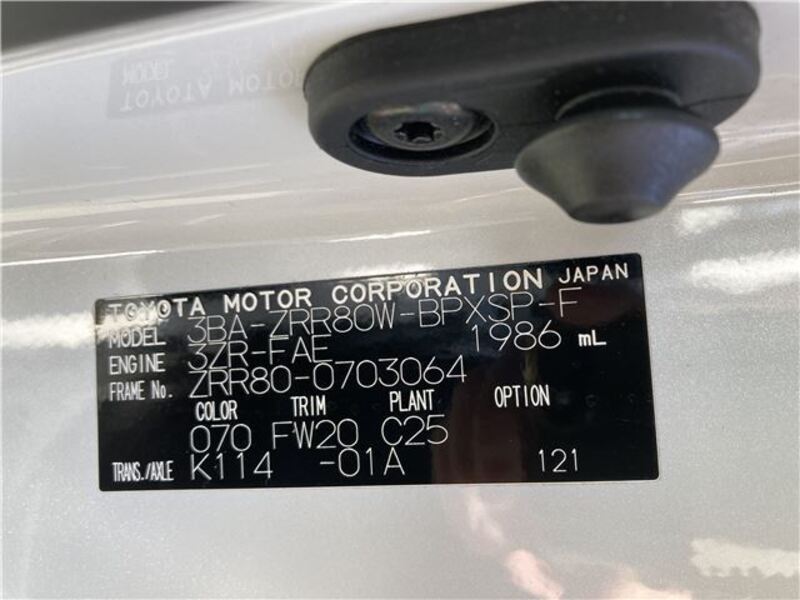 TOYOTA MOTOR CORPORATION JAPAN
MODEL 3BA-ZRR80W-BPXSP-F
ENGINE 3ZR-FAE 1986 mL
FRAME No. ZRR80-0703064
COLOR TRIM PLANT OPTION
070 FW20 C25
TRANS./AXLE K114 -01A 121